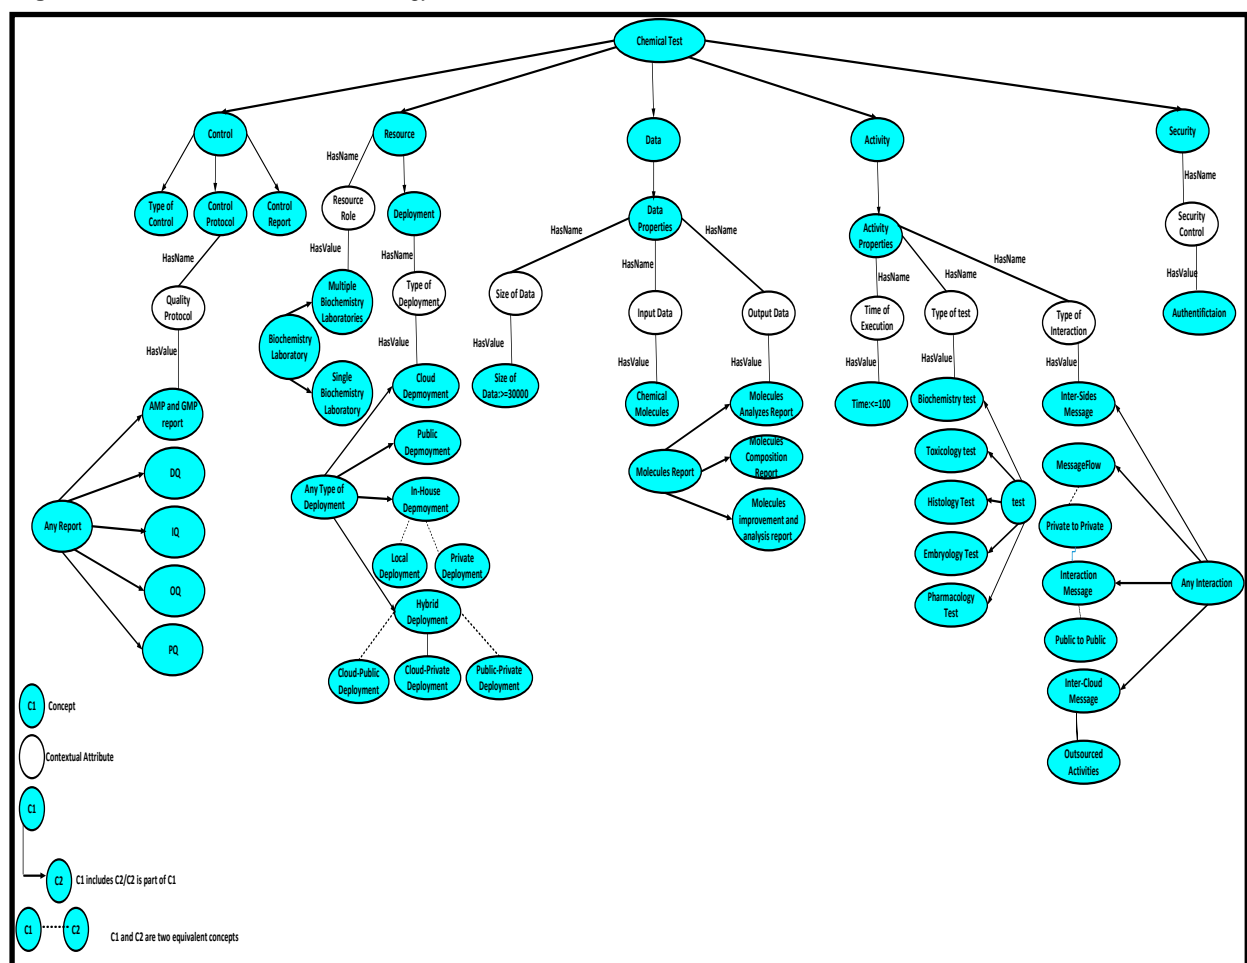 Chemical Test
Control
Resource
Data
Activity
Security
HasName
HasName
Type of
Control
Control
Protocol
Control
Report
Resource
Role
Deployment
Data
Properties
Activity
Properties
Security
Control
HasName
HasName
HasName
HasName
HasName
HasName
HasName
HasName
HasValue
HasName
HasValue
Quality
Protocol
Multiple
Biochemistry
Laboratories
Type of
Deployment
Size of Data
Input Data
Output Data
Time of
Execution
Type of test
Type of
Interaction
Authentifictaion
HasValue
HasValue
HasValue
HasValue
HasValue
HasValue
HasValue
HasValue
Biochemistry
Laboratory
Single
Biochemistry
Laboratory
Cloud
Depmoyment
Size of
Data:>=30000
Chemical
Molecules
Molecules
Analyzes Report
Time:<=100
Biochemistry test
Inter-Sides
Message
AMP and GMP
report
Public
Depmoyment
Molecules
Composition
Report
Toxicology test
MessageFlow
DQ
Molecules Report
Any Type of
Deployment
In-House
Depmoyment
Histology Test
test
Any Report
IQ
Molecules
improvement and
analysis report
Private to Private
Local
Deployment
Private
Deployment
Embryology Test
OQ
Interaction
Message
Any Interaction
Hybrid
Deployment
Pharmacology
Test
PQ
Public to Public
Cloud-Public
Deployment
Cloud-Private
Deployment
Public-Private
Deployment
Inter-Cloud
Message
C1
Concept
Contextual Attribute
Outsourced
Activities
C1
C2
C1 includes C2/C2 is part of C1
C1
C2
C1 and C2 are two equivalent concepts